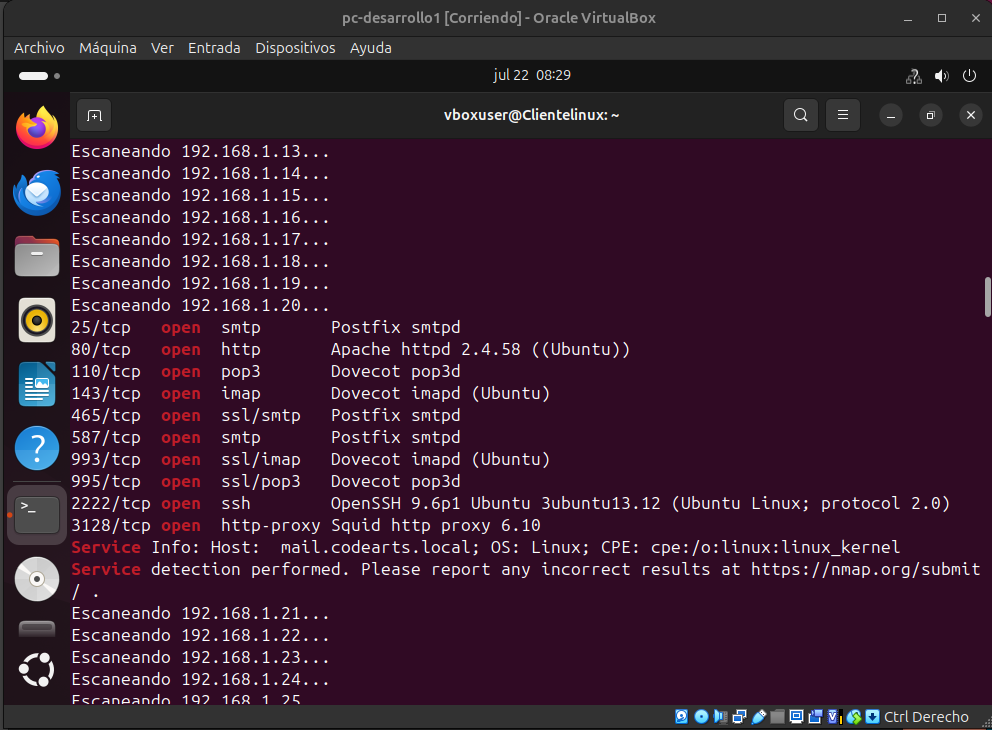 pc-desarrollo1 [Corriendo] - Oracle VirtualBox
Archivo Máquina Ver Entrada Dispositivos Ayuda
jul 22 08:29
vboxuser@Clientelinux: ~
Escaneando 192.168.1.13...
Escaneando 192.168.1.14...
Escaneando 192.168.1.15...
Escaneando 192.168.1.16...
Escaneando 192.168.1.17...
Escaneando 192.168.1.18...
Escaneando 192.168.1.19...
Escaneando 192.168.1.20...
25/tcp open smtp Postfix smtpd
80/tcp open http Apache httpd 2.4.58 ((Ubuntu))
110/tcp open pop3 Dovecot pop3d
143/tcp open imap Dovecot imapd (Ubuntu)
465/tcp open ssl/smtp Postfix smtpd
587/tcp open smtp Postfix smtpd
993/tcp open ssl/imap Dovecot imapd (Ubuntu)
995/tcp open ssl/pop3 Dovecot pop3d
2222/tcp open ssh OpenSSH 9.6p1 Ubuntu 3ubuntu13.12 (Ubuntu Linux; protocol 2.0)
3128/tcp open http-proxy Squid http proxy 6.10
Service Info: Host: mail.codearts.local; OS: Linux; CPE: cpe:/o:linux:linux_kernel
Service detection performed. Please report any incorrect results at https://nmap.org/submit
/ .
Escaneando 192.168.1.21...
Escaneando 192.168.1.22...
Escaneando 192.168.1.23...
Escaneando 192.168.1.24...
Escaneando 192.168.1.25
Ctrl Derecho